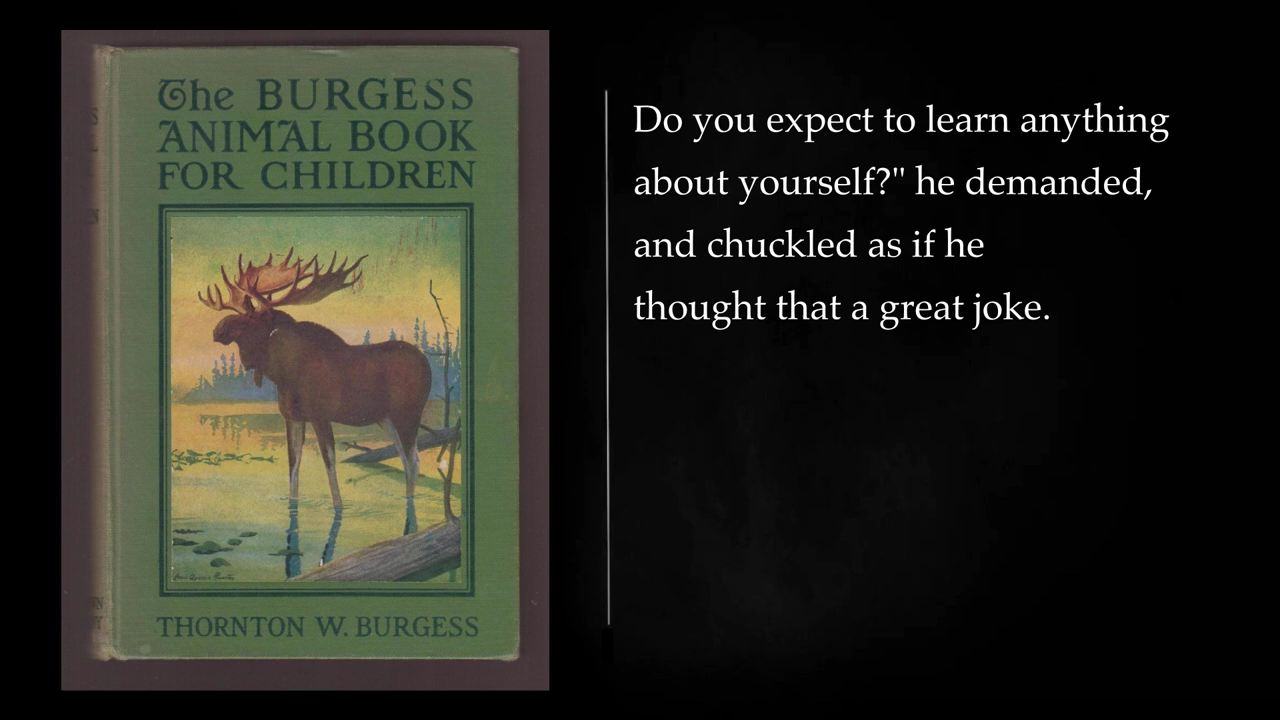 The BURGESS
ANIMAL BOOK
FOR CHILDREN
THORNTON W. BURGESS
Do you expect to learn anything
about yourself?" he demanded,
and chuckled as if he
thought that a great joke.